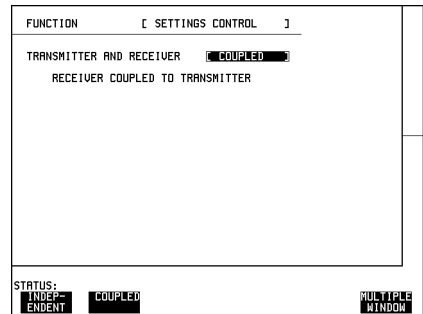 FUNCTION [ SETTINGS CONTROL ]
TRANSMITTER AND RECEIVER [ COUPLED ]
RECEIVER COUPLED TO TRANSMITTER
STATUS:
INDEP- COUPLED MULTIPLE
ENDENT WINDOW